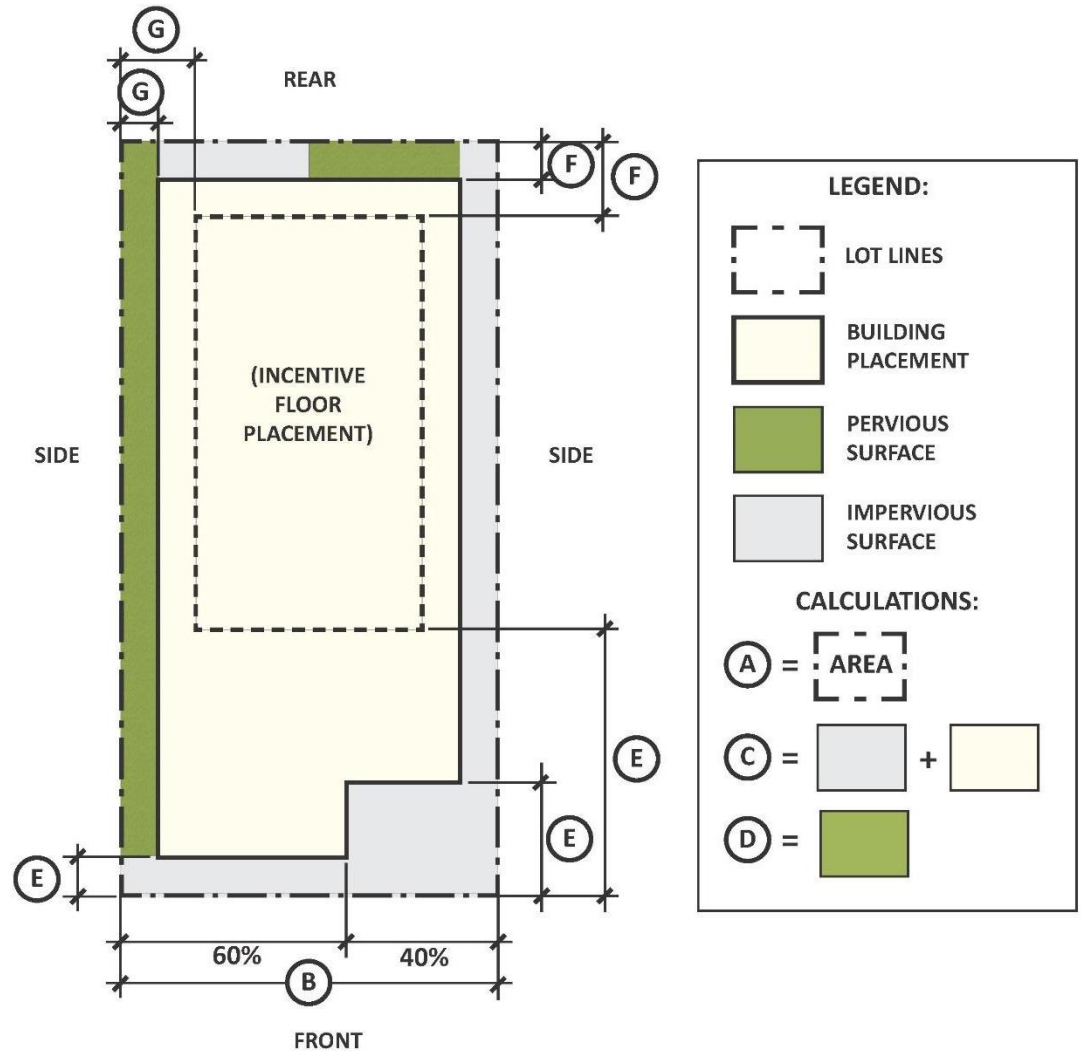 G
G
REAR
F
F
(INCENTIVE
FLOOR
PLACEMENT)
SIDE
SIDE
E
E
E
60%
40%
B
FRONT
LEGEND:
LOT LINES
BUILDING
PLACEMENT
PERVIOUS
SURFACE
IMPERVIOUS
SURFACE
CALCULATIONS:
A = AREA
C = +
D =